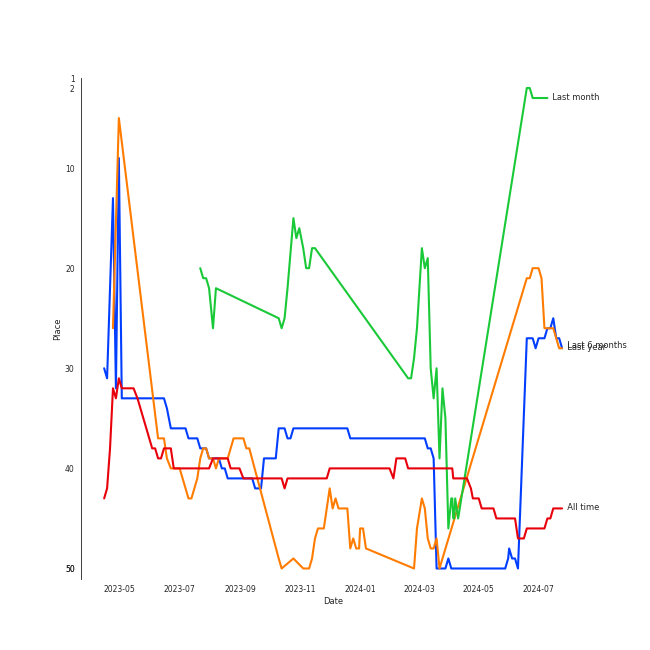 1
2
10
20
30
40
50
Place
2023-05
2023-07
2023-09
2023-11
2024-01
2024-03
2024-05
2024-07
Date
Last month
Last 6 months
Last year
All time